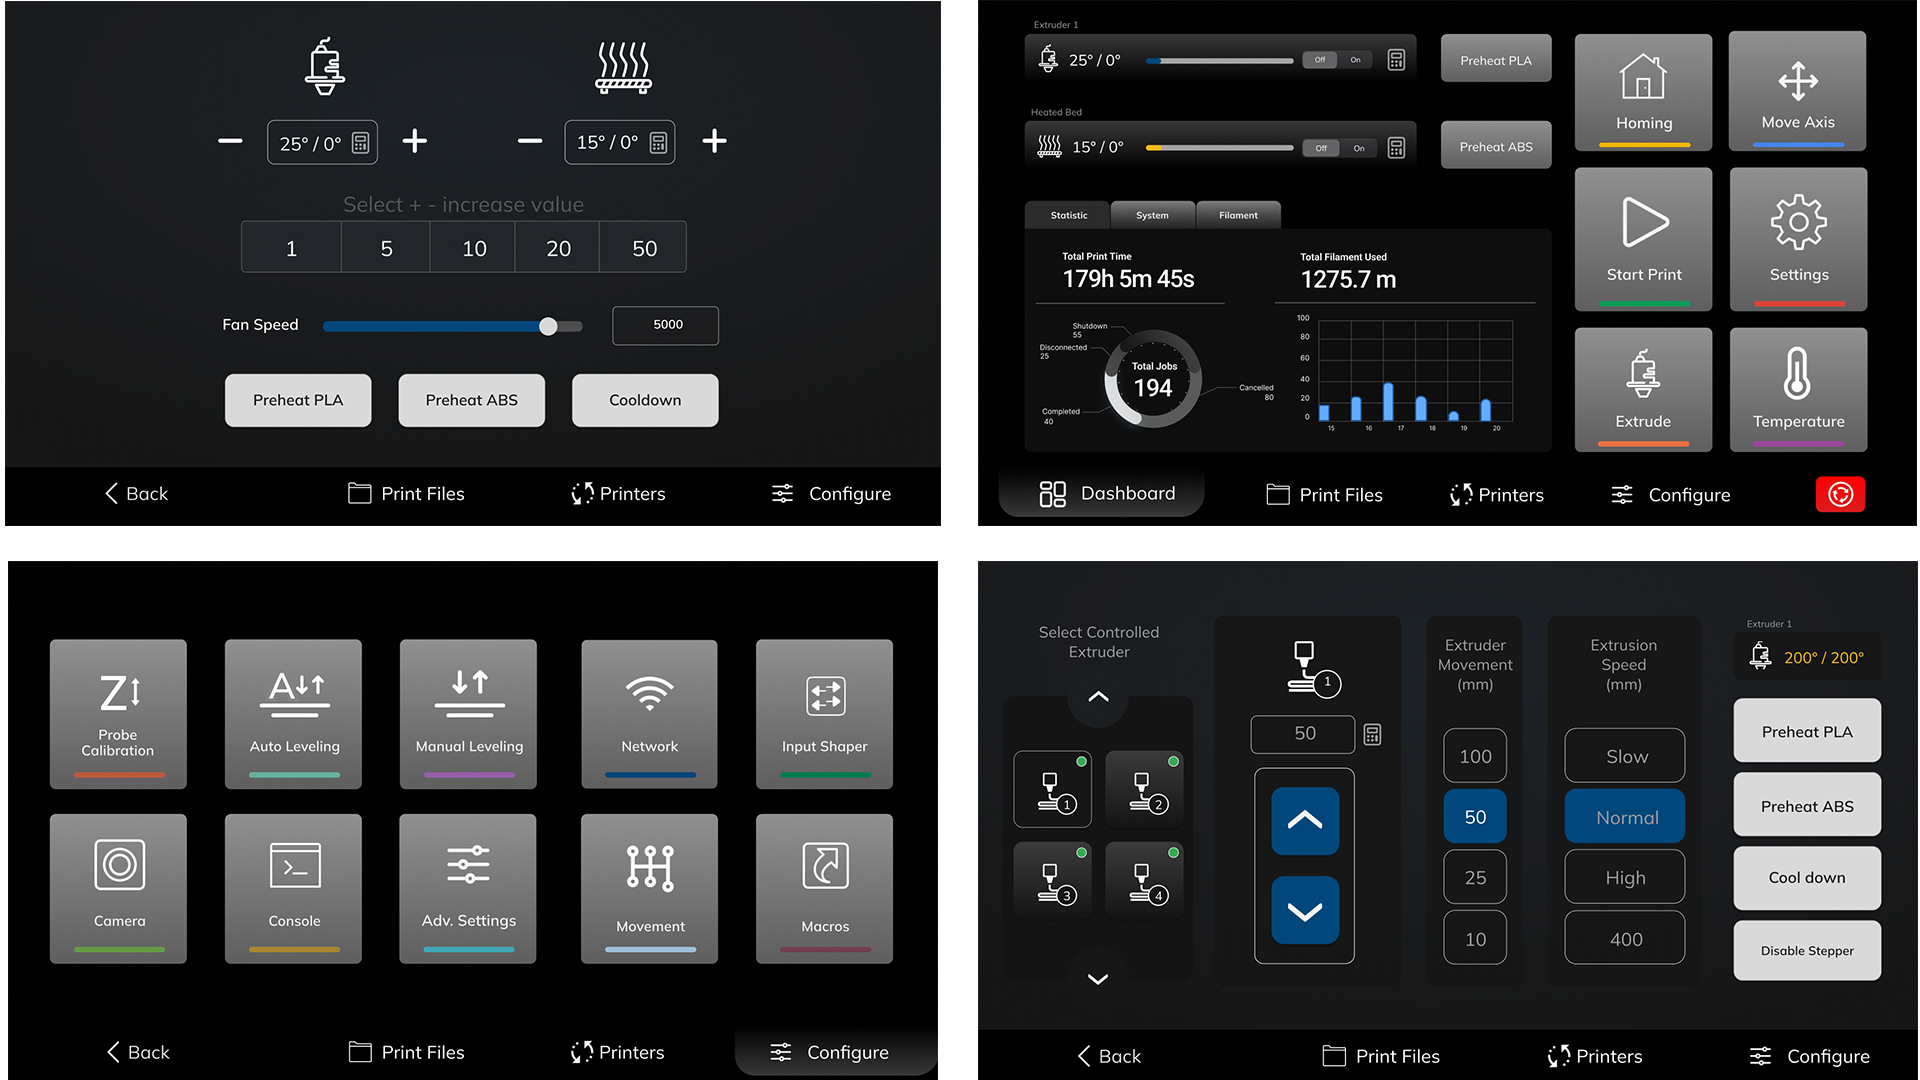 25° / 0°
15° / 0°
Select + - increase value
1 5 10 20 50
Fan Speed
5000
Preheat PLA
Preheat ABS
Cooldown
Back
Print Files
Printers
Configure
Extruder 1
25° / 0°
Off On
Preheat PLA
Heated Bed
15° / 0°
Off On
Preheat ABS
Homing
Move Axis
Start Print
Settings
Extrude
Temperature
Statistic
System
Filament
Total Print Time
179h 5m 45s
Total Filament Used
1275.7 m
Shutdown
55
Disconnected
25
Total Jobs
194
Cancelled
80
Completed
40
100
80
60
40
20
0
15 16 17 18 19 20
Dashboard
Print Files
Printers
Configure
Z
Probe
Calibration
A
Auto Leveling
Manual Leveling
Network
Input Shaper
Camera
Console
Adv. Settings
Movement
Macros
Back
Print Files
Printers
Configure
Select Controlled
Extruder
1
2
3
4
1
50
Extruder
Movement
(mm)
100
50
25
10
Extrusion
Speed
(mm)
Slow
Normal
High
400
Extruder 1
200° / 200°
Preheat PLA
Preheat ABS
Cool down
Disable Stepper
Back
Print Files
Printers
Configure